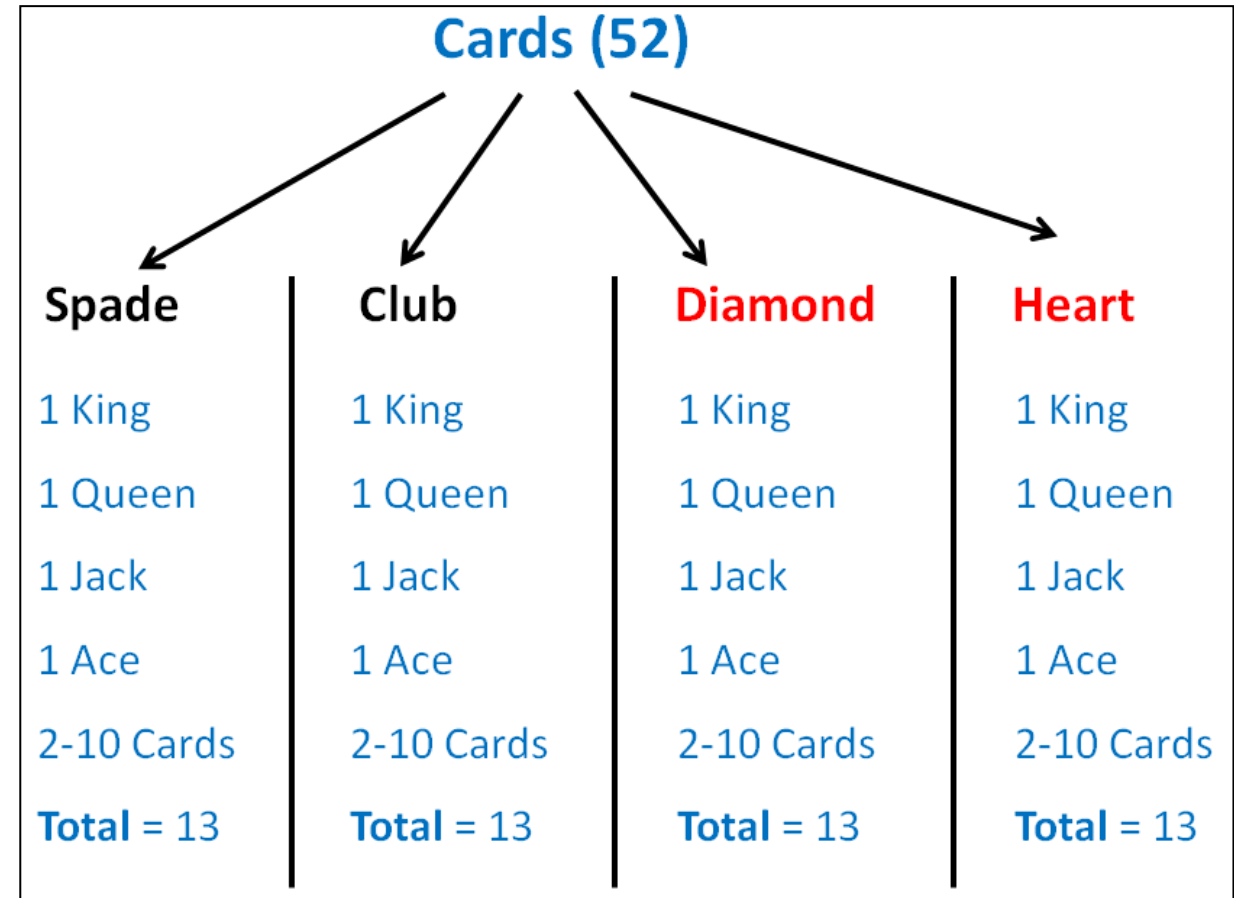 Cards (52)
Spade
1 King
1 Queen
1 Jack
1 Ace
2-10 Cards
Total = 13
Club
1 King
1 Queen
1 Jack
1 Ace
2-10 Cards
Total = 13
Diamond
1 King
1 Queen
1 Jack
1 Ace
2-10 Cards
Total = 13
Heart
1 King
1 Queen
1 Jack
1 Ace
2-10 Cards
Total = 13